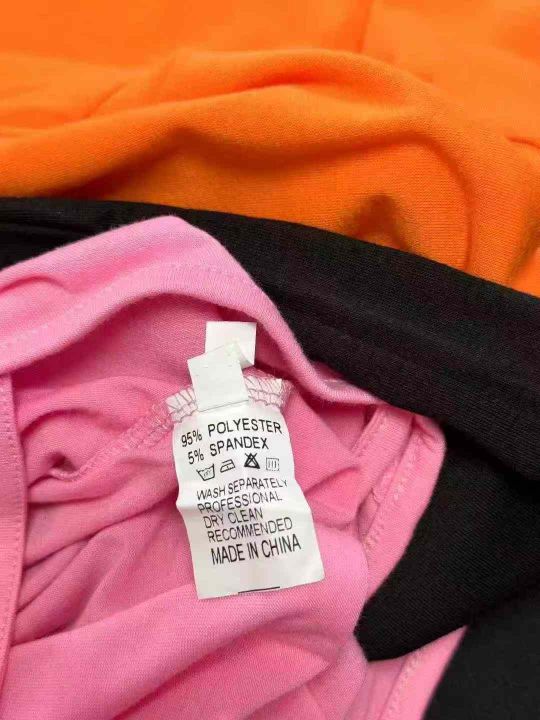 95% POLYESTER
5% SPANDEX
WASH SEPARATELY
PROFESSIONAL
DRY CLEAN
RECOMMENDED
MADE IN CHINA